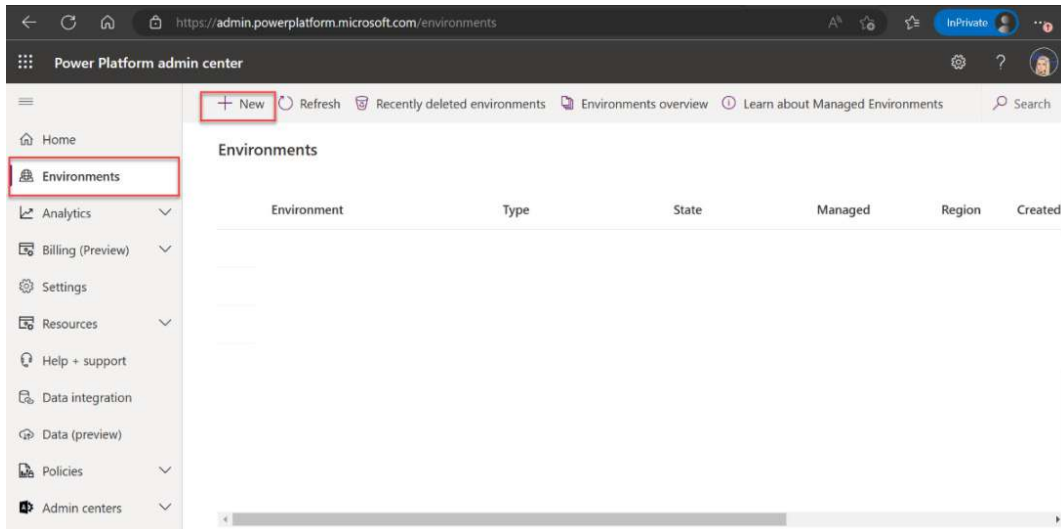 https://admin.powerplatform.microsoft.com/environments
InPrivate
Power Platform admin center
?
New Refresh Recently deleted environments Environments overview Learn about Managed Environments Search
Home
Environments
Analytics
Billing (Preview)
Settings
Resources
Help + support
Data integration
Data (preview)
Policies
Admin centers
Environments
Environment Type State Managed Region Created